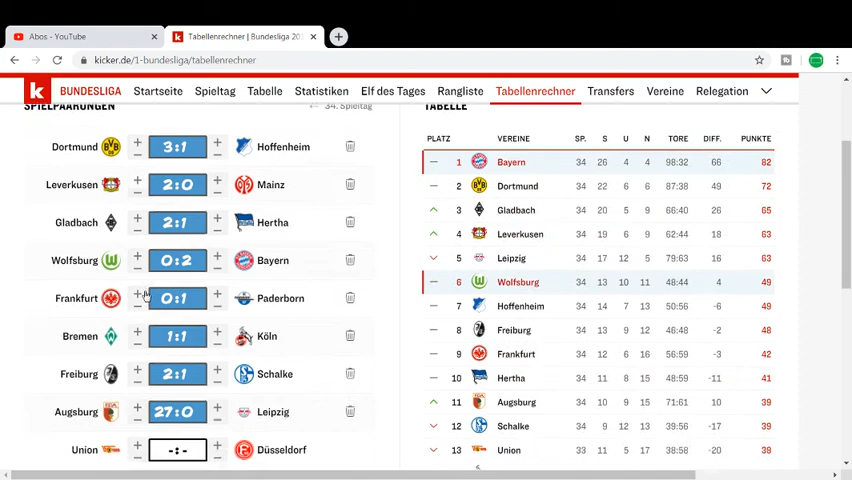 Abos - YouTube
Tabellenrechner | Bundesliga 20
kicker.de/1-bundesliga/tabellenrechner
k BUNDESLIGA Startseite Spieltag Tabelle Statistiken Elf des Tages Rangliste Tabellenrechner Transfers Vereine Relegation
SPIELPAARUNGEN ← 34. Spieltag
Dortmund + − 3:1 + − Hoffenheim
Leverkusen + − 2:0 + − Mainz
Gladbach + − 2:1 + − Hertha
Wolfsburg + − 0:2 + − Bayern
Frankfurt + − 0:1 + − Paderborn
Bremen + − 1:1 + − Köln
Freiburg + − 2:1 + − Schalke
Augsburg + − 27:0 + − Leipzig
Union + − -:- + − Düsseldorf
TABELLE
PLATZ VEREINE SP. S U N TORE DIFF. PUNKTE
1 Bayern 34 26 4 4 98:32 66 82
2 Dortmund 34 22 6 6 87:38 49 72
3 Gladbach 34 20 5 9 66:40 26 65
4 Leverkusen 34 19 6 9 62:44 18 63
5 Leipzig 34 17 12 5 79:63 16 63
6 Wolfsburg 34 13 10 11 48:44 4 49
7 Hoffenheim 34 14 7 13 50:56 -6 49
8 Freiburg 34 13 9 12 46:48 -2 48
9 Frankfurt 34 12 6 16 56:59 -3 42
10 Hertha 34 11 8 15 48:59 -11 41
11 Augsburg 34 10 9 15 71:61 10 39
12 Schalke 34 9 12 13 39:56 -17 39
13 Union 33 11 5 17 38:58 -20 38